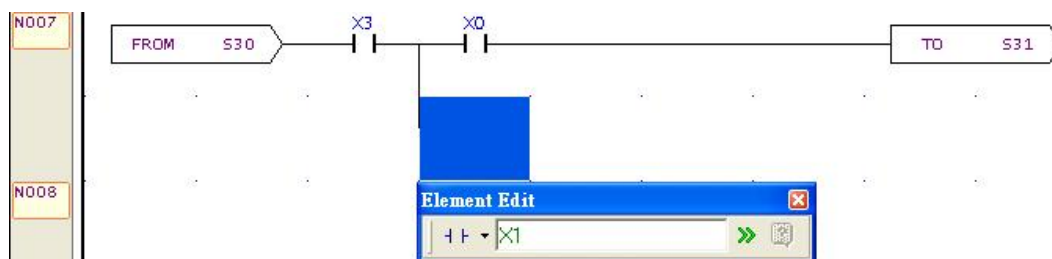 N007
X3 X0
FROM S30 TO S31
N008
Element Edit
X1